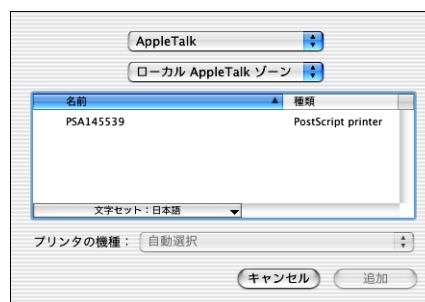 AppleTalk
ローカル AppleTalk ゾーン
名前 種類
PSA145539 PostScript printer
文字セット：日本語
プリンタの機種： 自動選択
キャンセル 追加